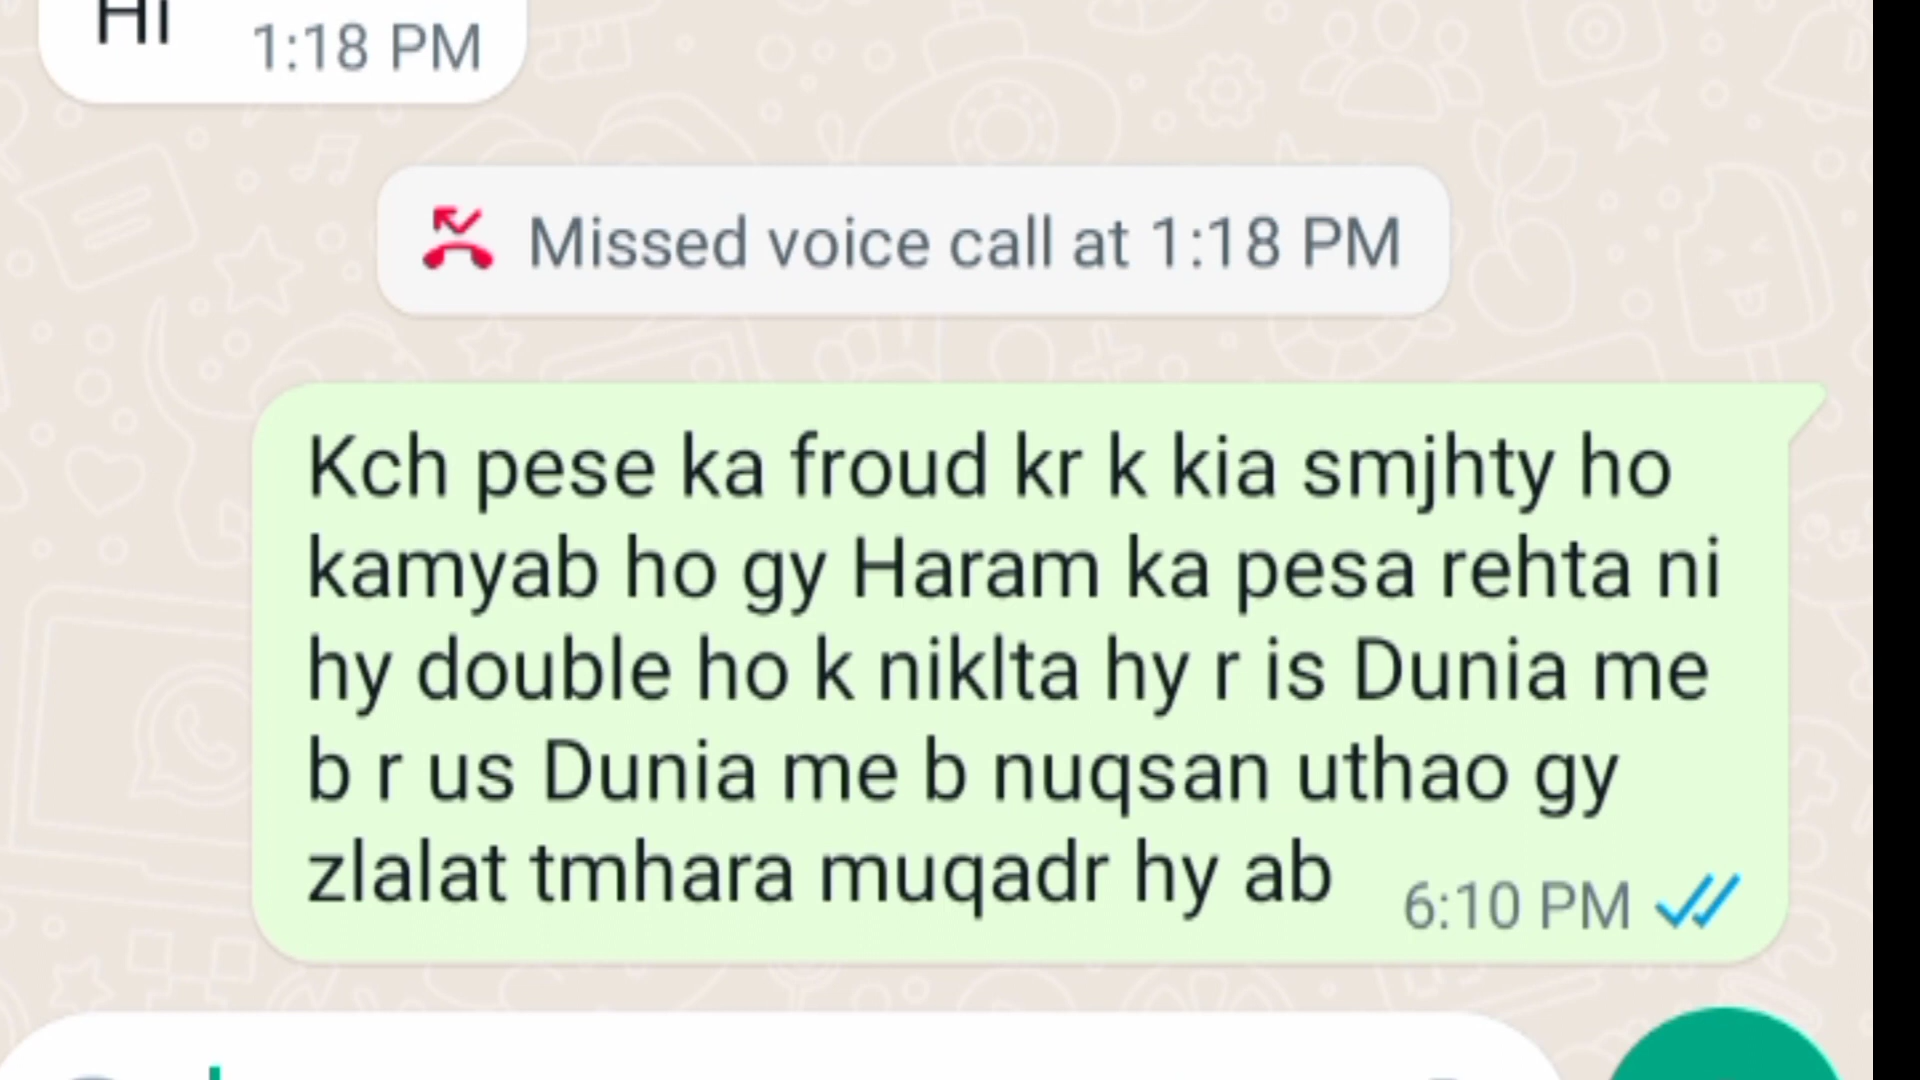 Hi
1:18 PM
Missed voice call at 1:18 PM
Kch pese ka froud kr k kia smjhty ho
kamyab ho gy Haram ka pesa rehta ni
hy double ho k niklta hy r is Dunia me
b r us Dunia me b nuqsan uthao gy
zlalat tmhara muqadr hy ab
6:10 PM